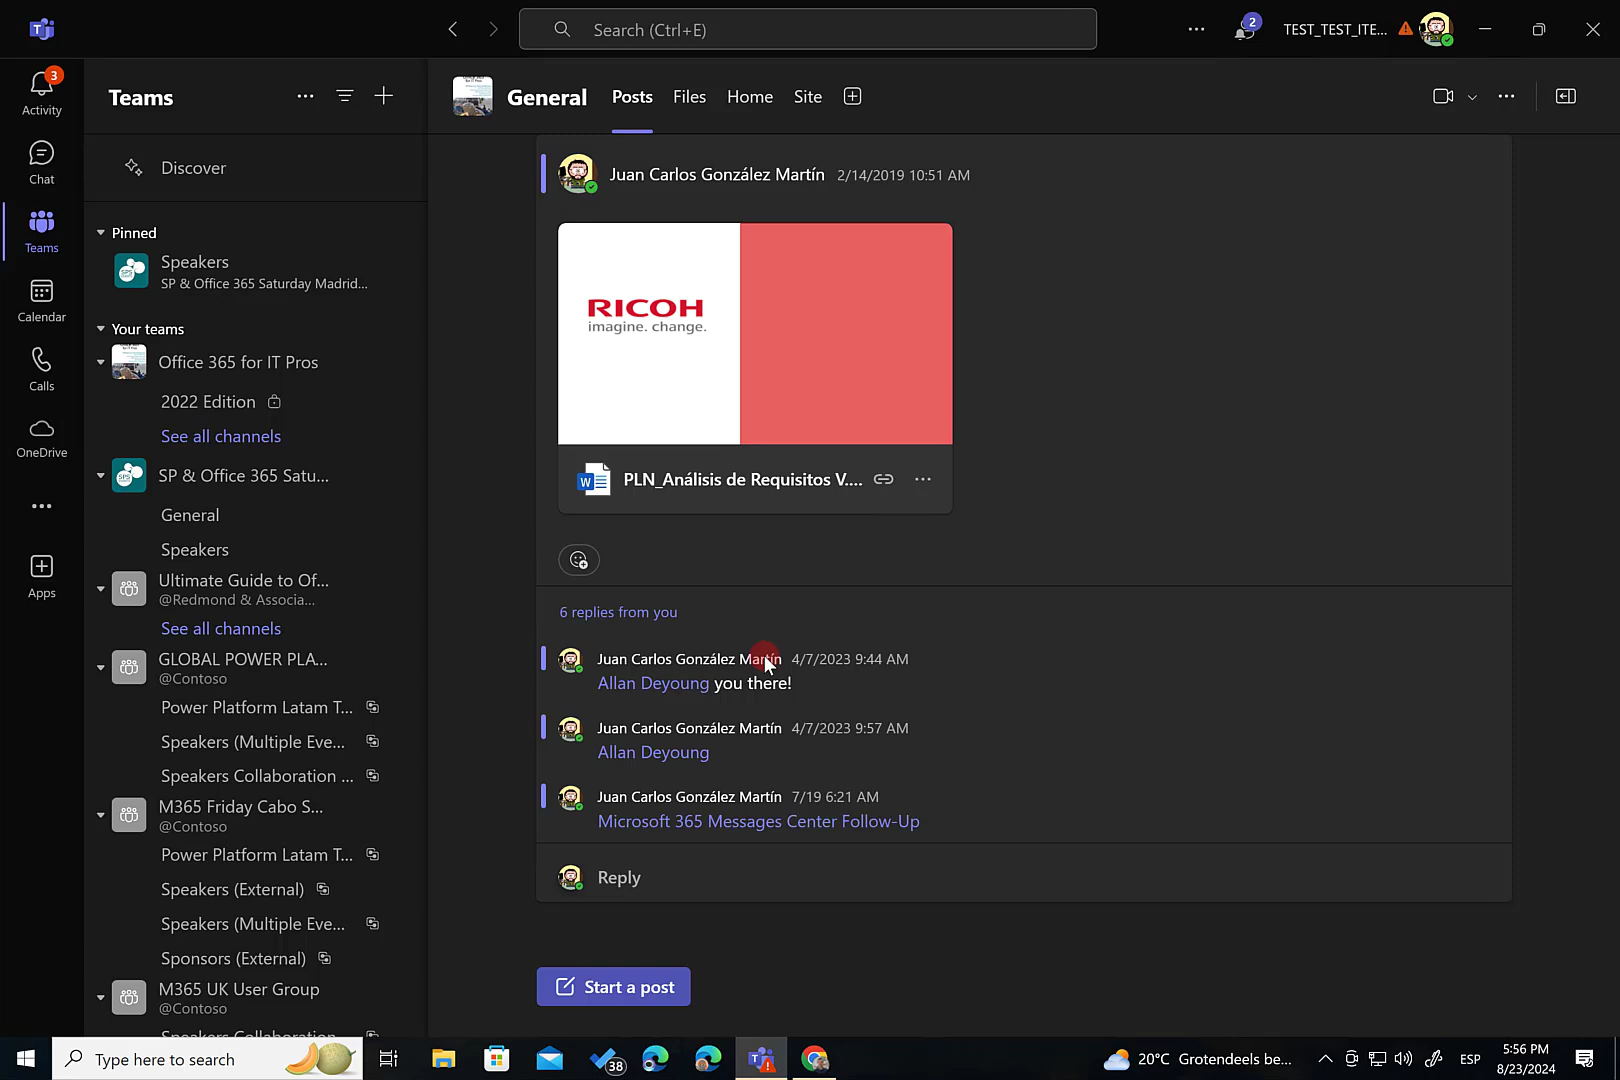 Search (Ctrl+E)
2
TEST_TEST_ITE...
3
Activity
Chat
Teams
Calendar
Calls
OneDrive
Apps
Teams
Discover
Pinned
Speakers
SP & Office 365 Saturday Madrid...
Your teams
Office 365 for IT Pros
2022 Edition
See all channels
SP & Office 365 Satu...
General
Speakers
Ultimate Guide to Of...
@Redmond & Associa...
See all channels
GLOBAL POWER PLA...
@Contoso
Power Platform Latam T...
Speakers (Multiple Eve...
Speakers Collaboration ...
M365 Friday Cabo S...
@Contoso
Power Platform Latam T...
Speakers (External)
Speakers (Multiple Eve...
Sponsors (External)
M365 UK User Group
@Contoso
Speakers Collaboration
General Posts Files Home Site
Juan Carlos González Martín 2/14/2019 10:51 AM
RICOH
imagine. change.
PLN_Análisis de Requisitos V....
6 replies from you
Juan Carlos González Martín 4/7/2023 9:44 AM
Allan Deyoung you there!
Juan Carlos González Martín 4/7/2023 9:57 AM
Allan Deyoung
Juan Carlos González Martín 7/19 6:21 AM
Microsoft 365 Messages Center Follow-Up
Reply
Start a post
Type here to search
38
20°C Grotendeels be...
ESP
5:56 PM
8/23/2024